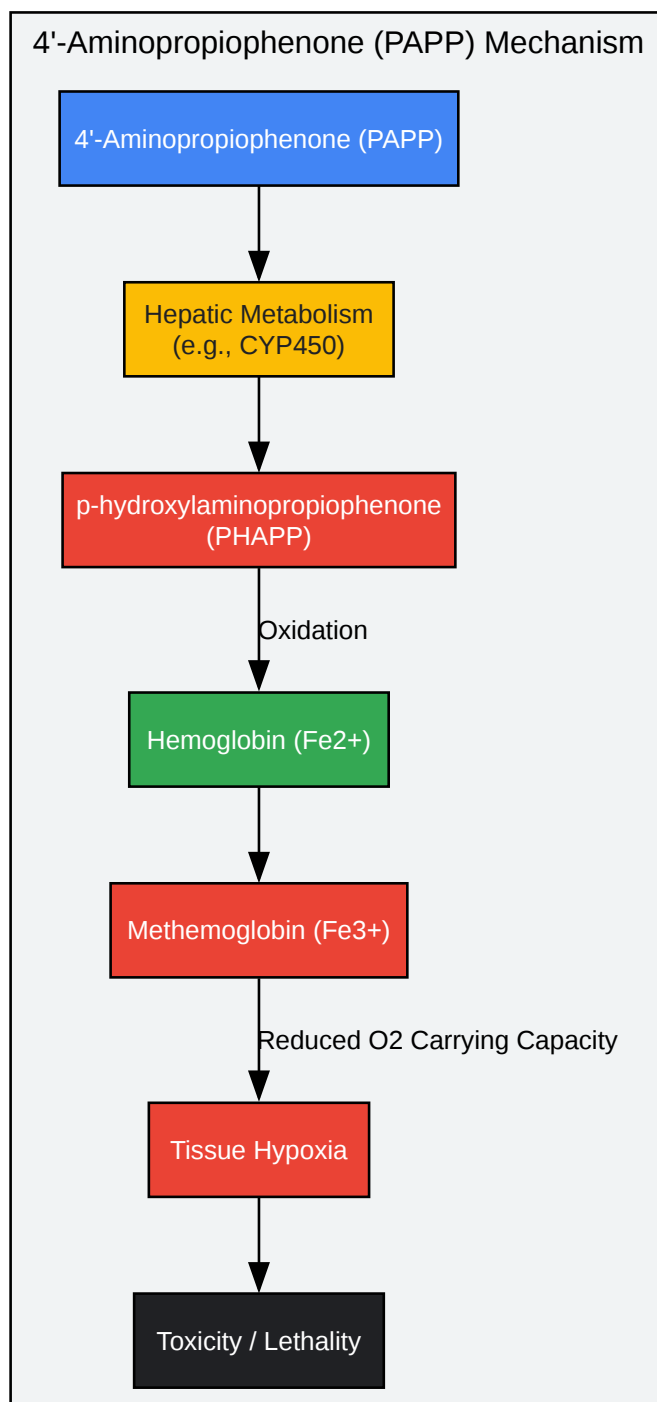 4'-Aminopropiophenone (PAPP) Mechanism
4'-Aminopropiophenone (PAPP)
Hepatic Metabolism
(e.g., CYP450)
p-hydroxylaminopropiophenone
(PHAPP)
Oxidation
Hemoglobin (Fe2+)
Methemoglobin (Fe3+)
Reduced O2 Carrying Capacity
Tissue Hypoxia
Toxicity / Lethality